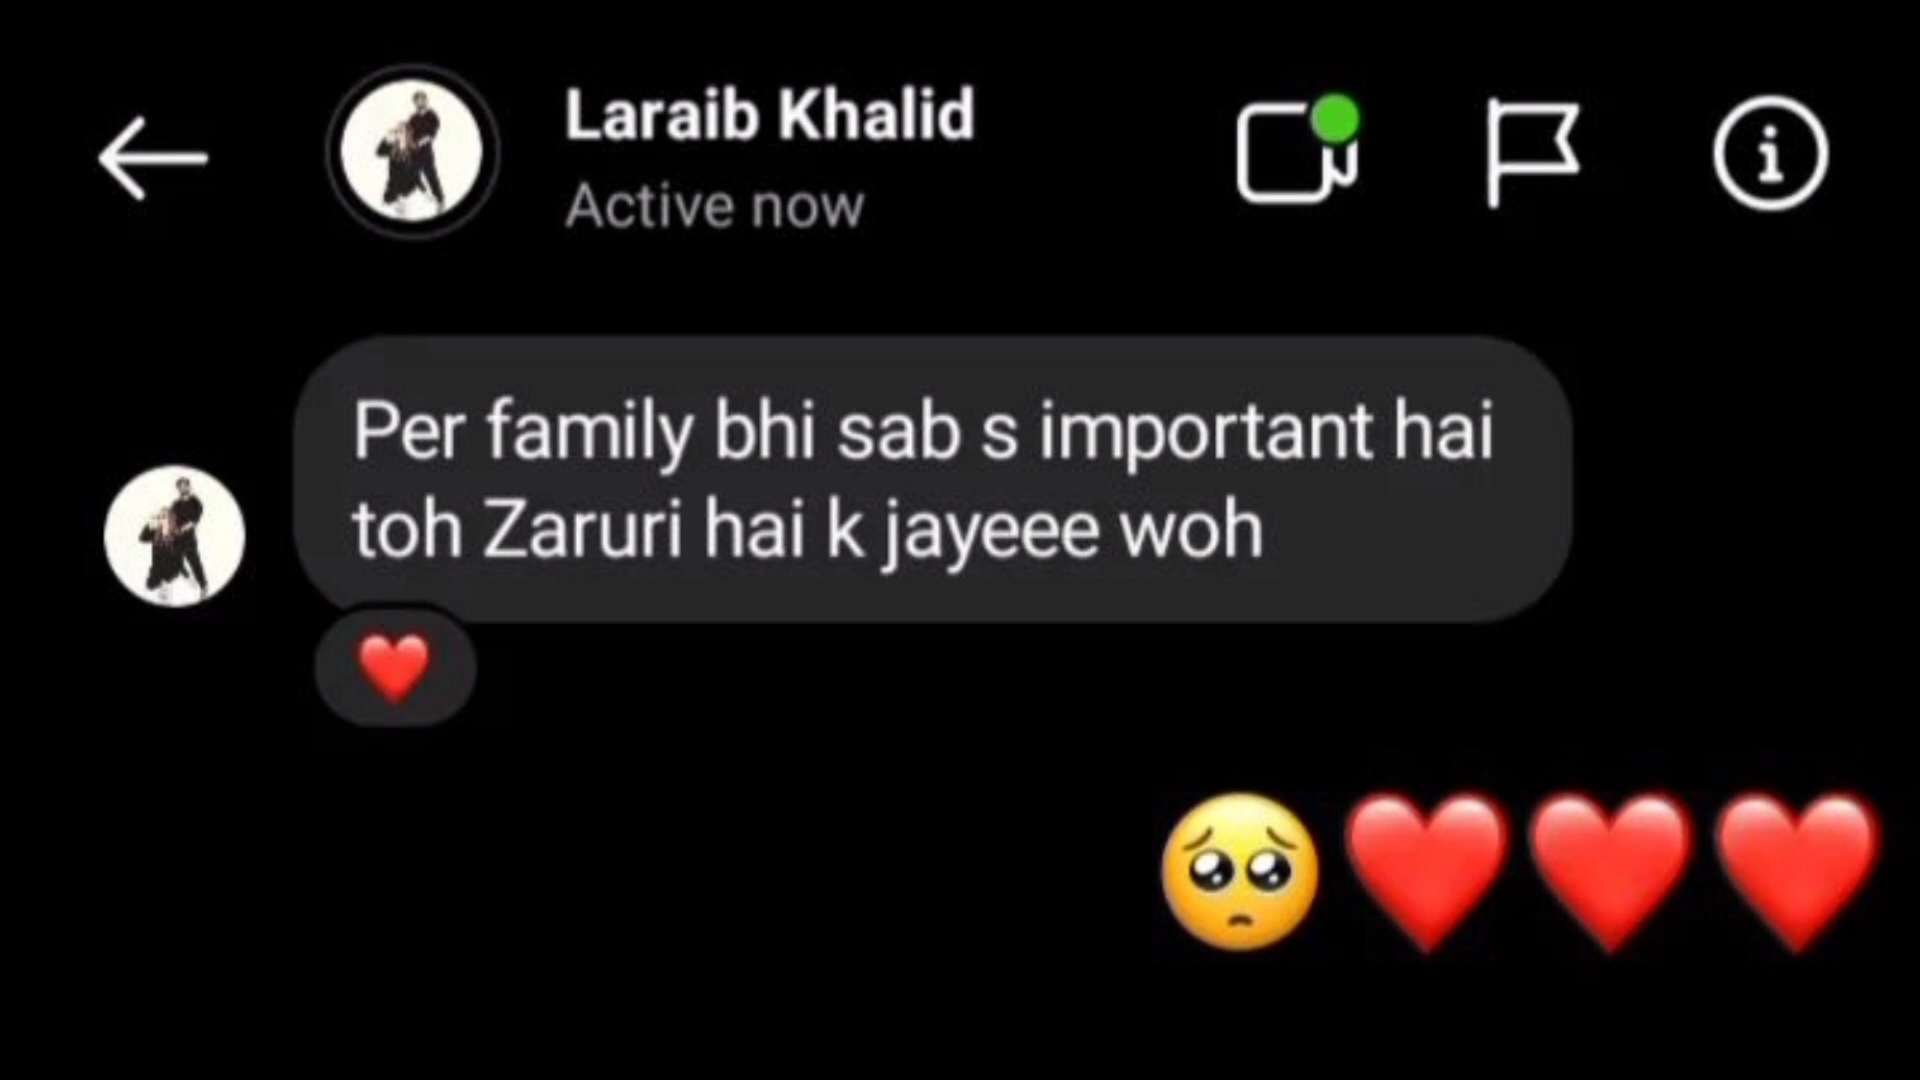 Laraib Khalid
Active now
Per family bhi sab s important hai
toh Zaruri hai k jayeee woh
❤️
🥺❤️❤️❤️